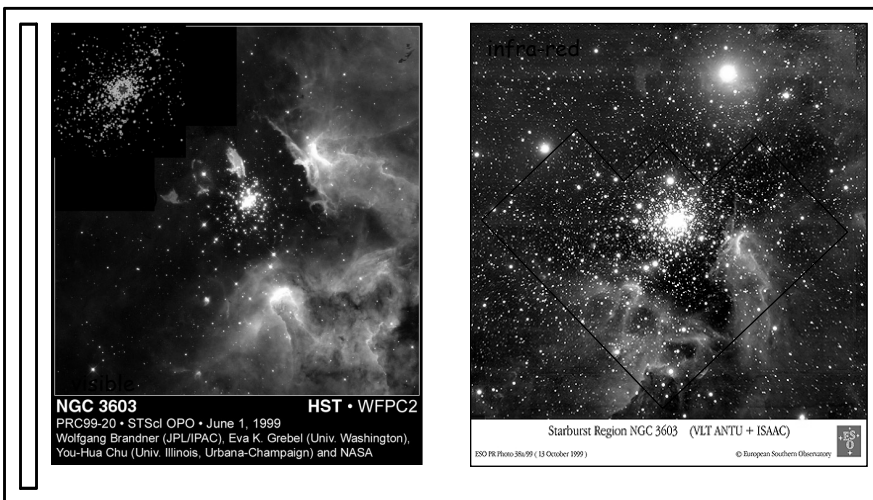 visible
NGC 3603 HST • WFPC2
PRC99-20 • STScI OPO • June 1, 1999
Wolfgang Brandner (JPL/IPAC), Eva K. Grebel (Univ. Washington),
You-Hua Chu (Univ. Illinois, Urbana-Champaign) and NASA
infra-red
Starburst Region NGC 3603 (VLT ANTU + ISAAC)
ESO PR Photo 38a/99 ( 13 October 1999 ) © European Southern Observatory
ESO